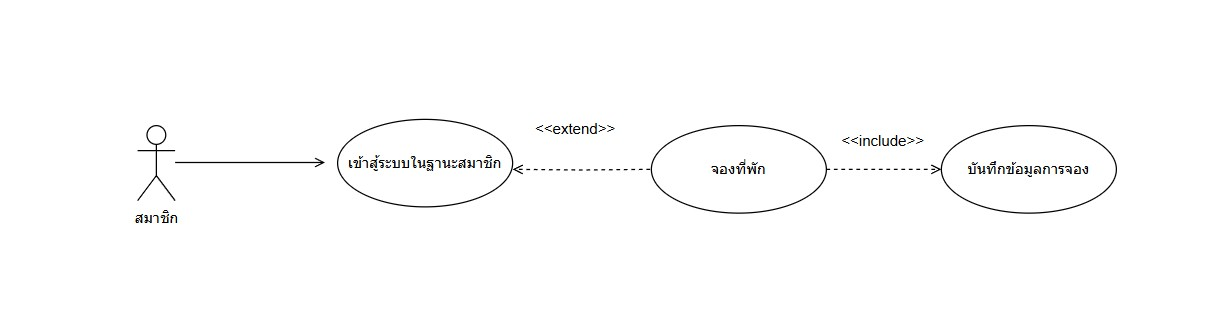 <<extend>>
<<include>>
เข้าสู้ระบบในฐานะสมาชิก
จองที่พัก
บันทึกข้อมูลการจอง
สมาชิก